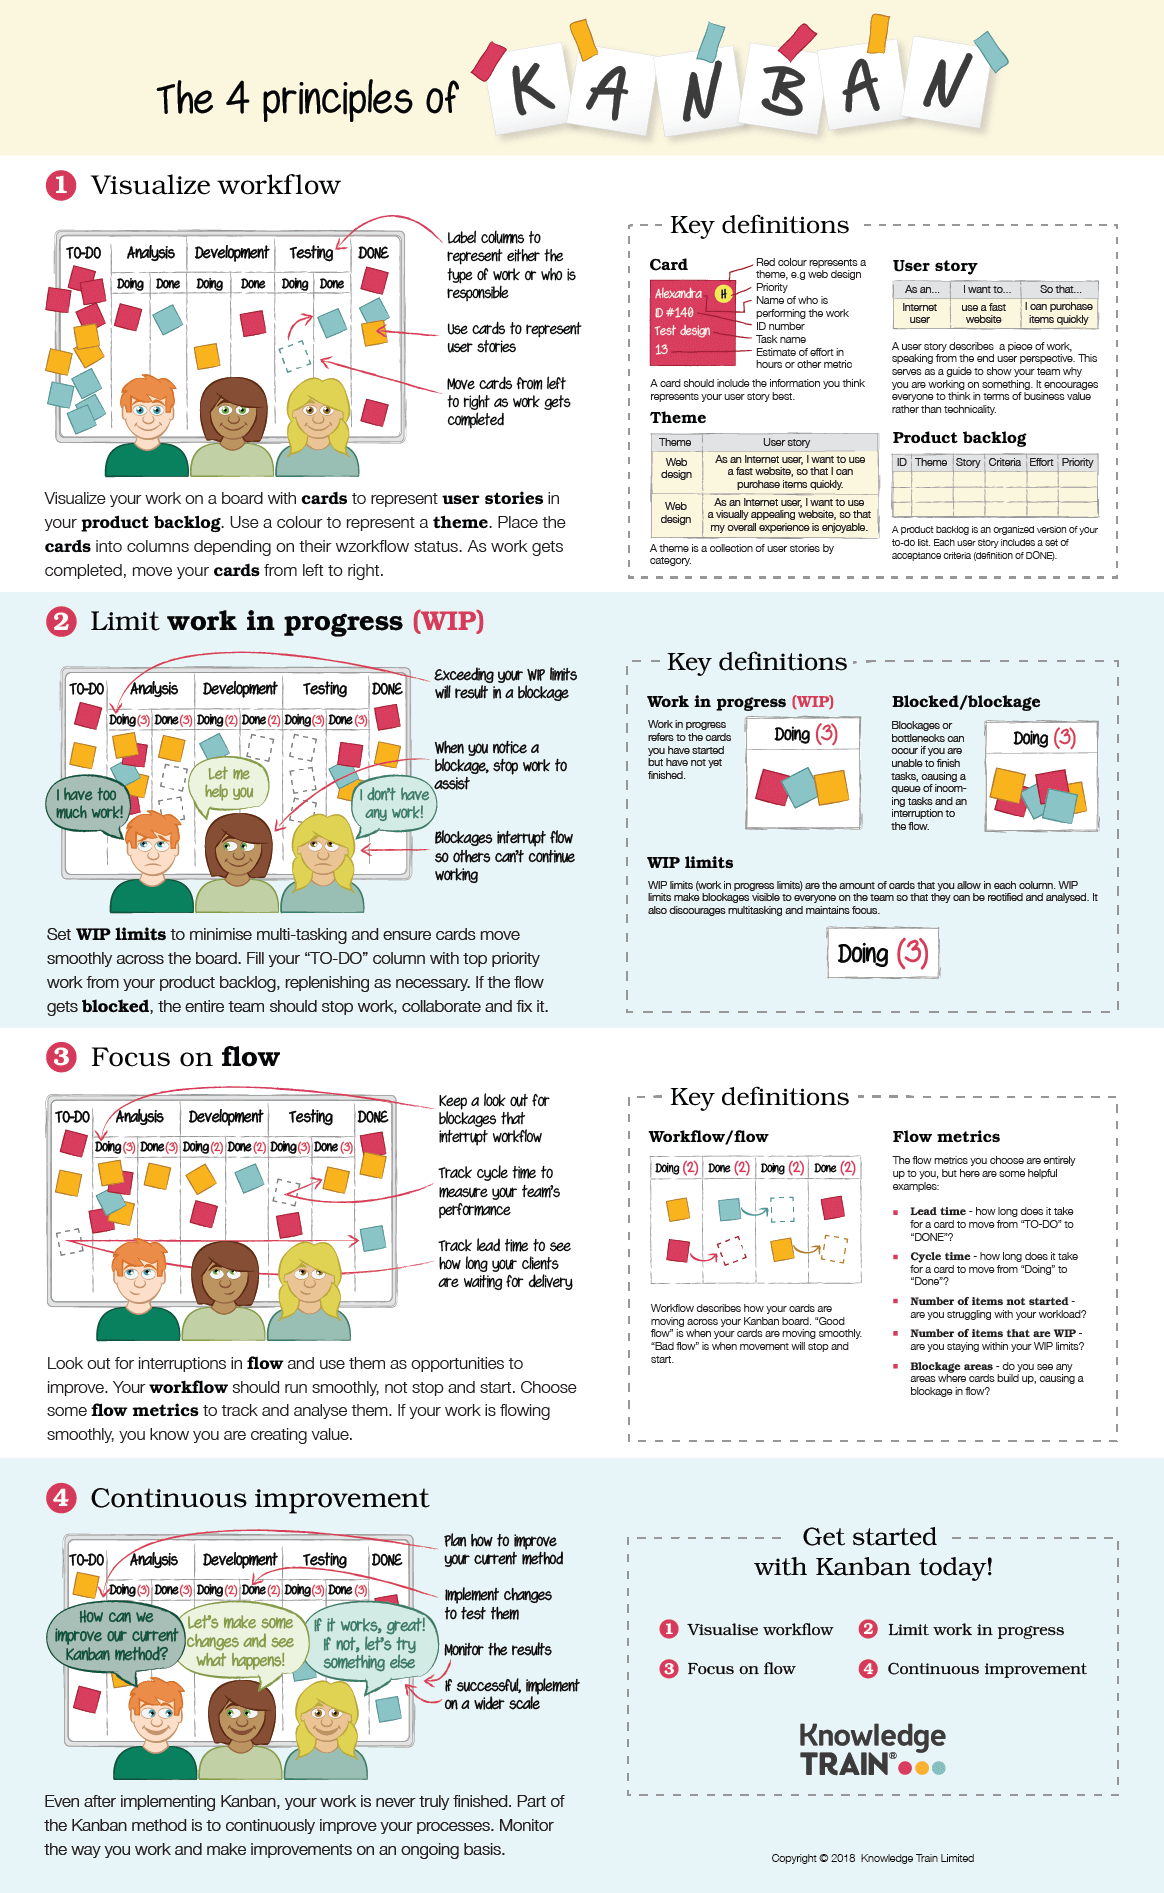 The 4 principles of KANBAN
1 Visualize workflow
TO-DO Analysis Development Testing DONE
Doing Done Doing Done Doing Done
Label columns to
represent either the
type of work or who is
responsible
Use cards to represent
user stories
Move cards from left
to right as work gets
completed
Visualize your work on a board with cards to represent user stories in
your product backlog. Use a colour to represent a theme. Place the
cards into columns depending on their wzorkflow status. As work gets
completed, move your cards from left to right.
Key definitions
Card
Alexandra H
ID #140
Test design
13
Red colour represents a
theme, e.g web design
Priority
Name of who is
performing the work
ID number
Task name
Estimate of effort in
hours or other metric
A card should include the information you think
represents your user story best.
Theme
Theme User story
Web
design
As an Internet user, I want to use
a fast website, so that I can
purchase items quickly.
Web
design
As an Internet user, I want to use
a visually appealing website, so that
my overall experience is enjoyable.
A theme is a collection of user stories by
category.
User story
As an... I want to... So that...
Internet
user
use a fast
website
I can purchase
items quickly
A user story describes a piece of work,
speaking from the end user perspective. This
serves as a guide to show your team why
you are working on something. It encourages
everyone to think in terms of business value
rather than technicality.
Product backlog
ID Theme Story Criteria Effort Priority
A product backlog is an organized version of your
to-do list. Each user story includes a set of
acceptance criteria (definition of DONE).
2 Limit work in progress (WIP)
TO-DO Analysis Development Testing DONE
Doing (3) Done (3) Doing (2) Done (2) Doing (3) Done (3)
I have too
much work!
Let me
help you
I don't have
any work!
Exceeding your WIP limits
will result in a blockage
When you notice a
blockage, stop work to
assist
Blockages interrupt flow
so others can't continue
working
Set WIP limits to minimise multi-tasking and ensure cards move
smoothly across the board. Fill your “TO-DO” column with top priority
work from your product backlog, replenishing as necessary. If the flow
gets blocked, the entire team should stop work, collaborate and fix it.
Key definitions
Work in progress (WIP)
Work in progress
refers to the cards
you have started
but have not yet
finished.
Doing (3)
Blocked/blockage
Blockages or
bottlenecks can
occur if you are
unable to finish
tasks, causing a
queue of incom-
ing tasks and an
interruption to
the flow.
Doing (3)
WIP limits
WIP limits (work in progress limits) are the amount of cards that you allow in each column. WIP
limits make blockages visible to everyone on the team so that they can be rectified and analysed. It
also discourages multitasking and maintains focus.
Doing (3)
3 Focus on flow
TO-DO Analysis Development Testing DONE
Doing (3) Done (3) Doing (2) Done (2) Doing (3) Done (3)
Keep a look out for
blockages that
interrupt workflow
Track cycle time to
measure your team's
performance
Track lead time to see
how long your clients
are waiting for delivery
Look out for interruptions in flow and use them as opportunities to
improve. Your workflow should run smoothly, not stop and start. Choose
some flow metrics to track and analyse them. If your work is flowing
smoothly, you know you are creating value.
Key definitions
Workflow/flow
Doing (2) Done (2) Doing (2) Done (2)
Workflow describes how your cards are
moving across your Kanban board. “Good
flow” is when your cards are moving smoothly.
“Bad flow” is when movement will stop and
start.
Flow metrics
The flow metrics you choose are entirely
up to you, but here are some helpful
examples:
Lead time - how long does it take
for a card to move from “TO-DO” to
“DONE”?
Cycle time - how long does it take
for a card to move from “Doing” to
“Done”?
Number of items not started -
are you struggling with your workload?
Number of items that are WIP -
are you staying within your WIP limits?
Blockage areas - do you see any
areas where cards build up, causing a
blockage in flow?
4 Continuous improvement
TO-DO Analysis Development Testing DONE
Doing (3) Done (3) Doing (2) Done (2) Doing (3) Done (3)
How can we
improve our current
Kanban method?
Let's make some
changes and see
what happens!
If it works, great!
If not, let's try
something else
Plan how to improve
your current method
Implement changes
to test them
Monitor the results
If successful, implement
on a wider scale
Even after implementing Kanban, your work is never truly finished. Part of
the Kanban method is to continuously improve your processes. Monitor
the way you work and make improvements on an ongoing basis.
Get started
with Kanban today!
1 Visualise workflow 2 Limit work in progress
3 Focus on flow 4 Continuous improvement
Knowledge
TRAIN®
Copyright © 2018 Knowledge Train Limited